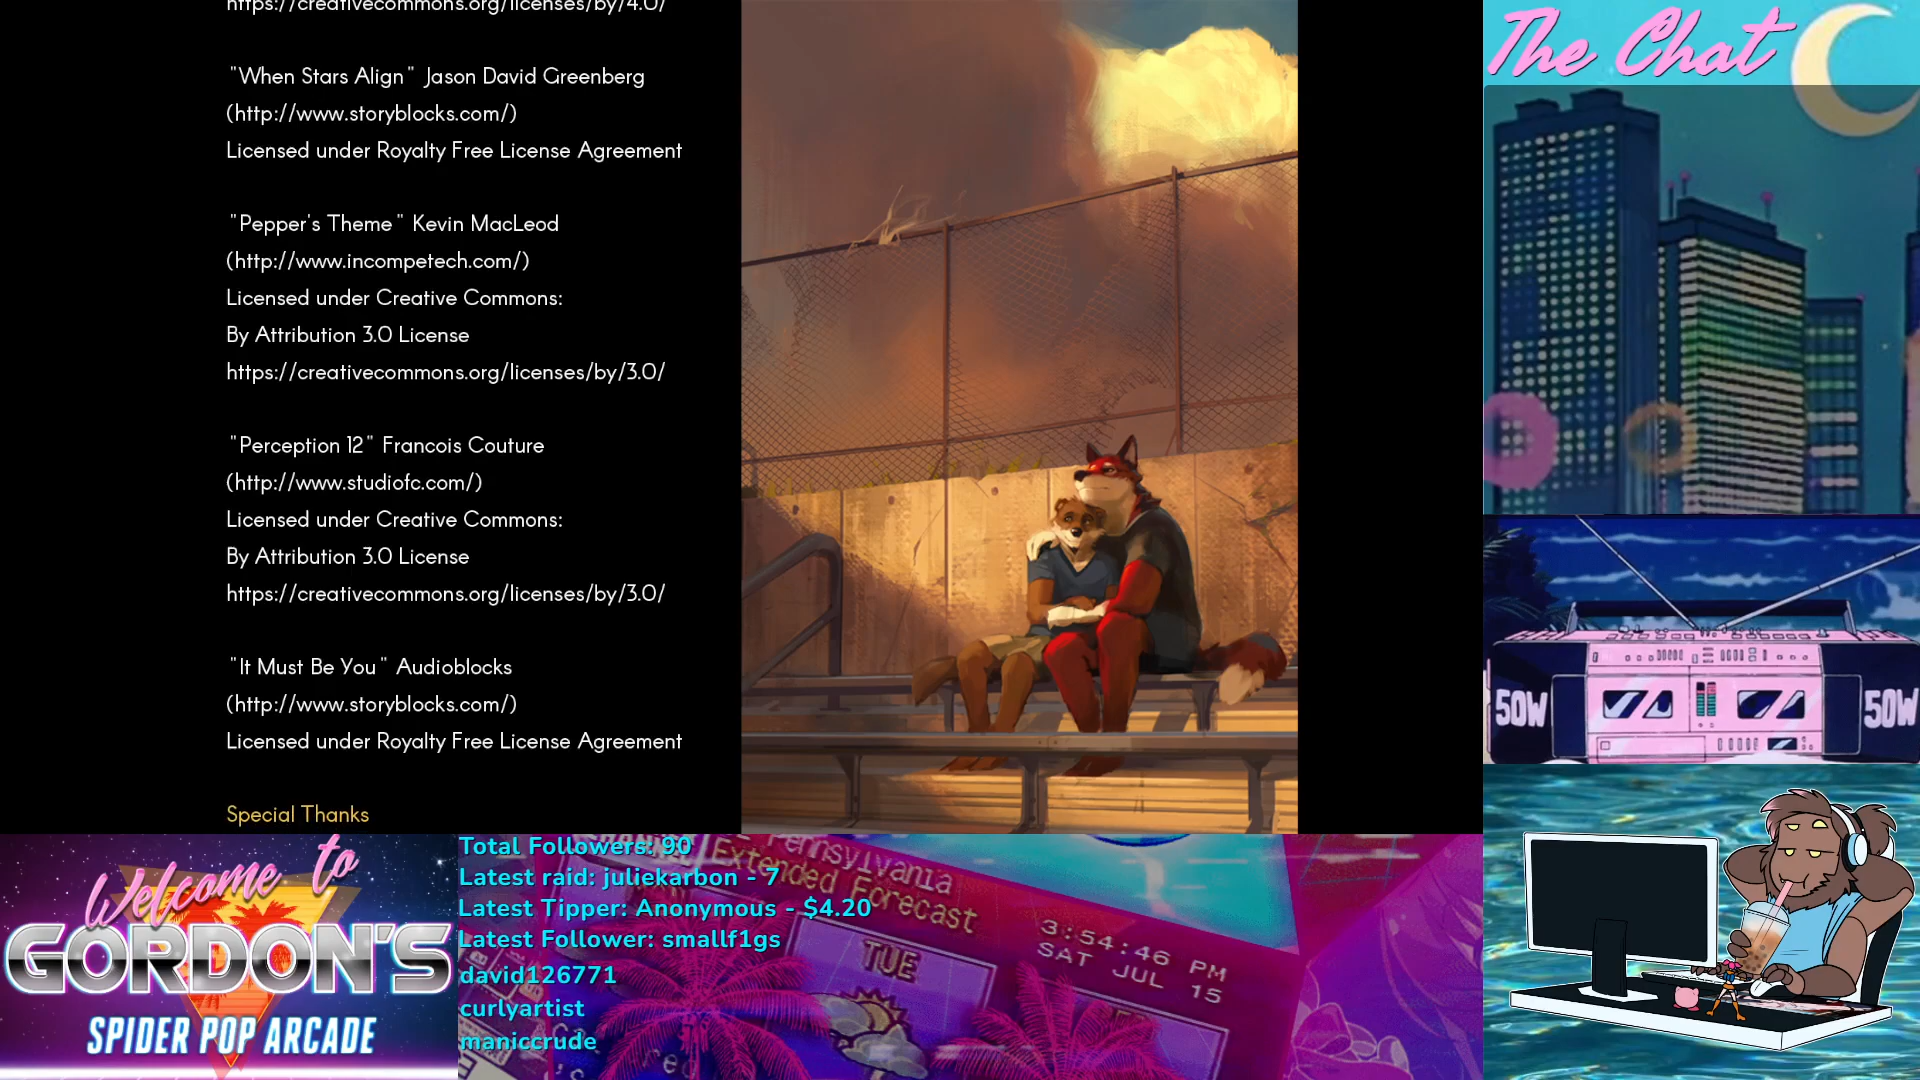 https://creativecommons.org/licenses/by/4.0/
"When Stars Align" Jason David Greenberg
(http://www.storyblocks.com/)
Licensed under Royalty Free License Agreement
"Pepper's Theme" Kevin MacLeod
(http://www.incompetech.com/)
Licensed under Creative Commons:
By Attribution 3.0 License
https://creativecommons.org/licenses/by/3.0/
"Perception 12" Francois Couture
(http://www.studiofc.com/)
Licensed under Creative Commons:
By Attribution 3.0 License
https://creativecommons.org/licenses/by/3.0/
"It Must Be You" Audioblocks
(http://www.storyblocks.com/)
Licensed under Royalty Free License Agreement
Special Thanks
The Chat
50W
50W
Welcome to
GORDON'S
SPIDER POP ARCADE
Total Followers: 90
Latest raid: juliekarbon - 7
Latest Tipper: Anonymous - $4.20
Latest Follower: smallf1gs
david126771
curlyartist
maniccrude
Pennsylvania
Extended Forecast
3:54:46 PM
SAT JUL 15
TUE